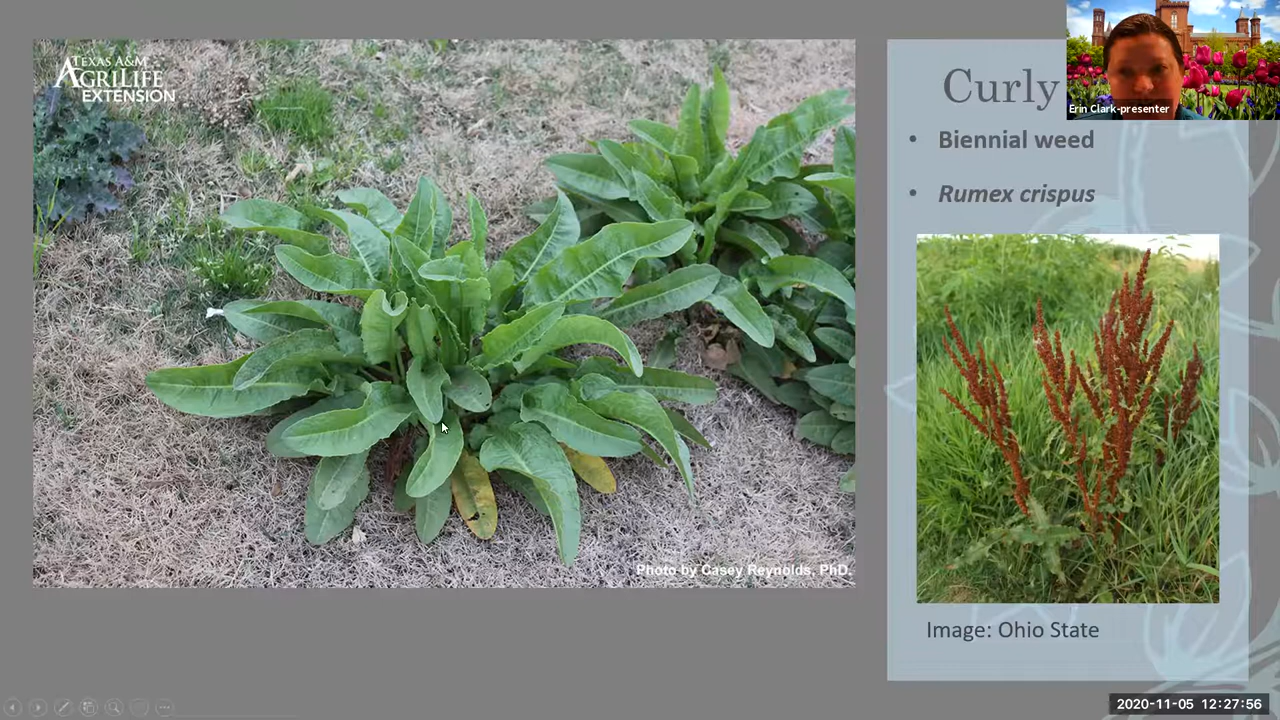 TEXAS A&M
AGRILIFE
EXTENSION
Photo by Casey Reynolds, PhD.
Curly
Erin Clark-presenter
• Biennial weed
• Rumex crispus
Image: Ohio State
2020-11-05 12:27:56